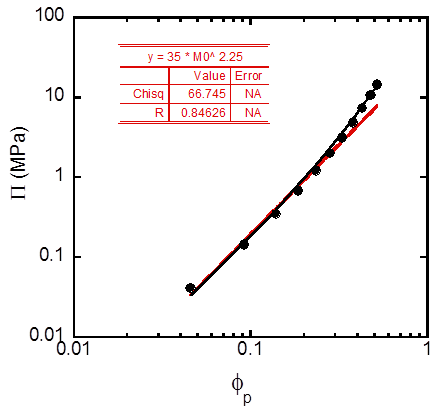 100
10
1
0.1
0.01
Π (MPa)
y = 35 * M0^ 2.25
Value Error
Chisq 66.745 NA
R 0.84626 NA
0.01 0.1 1
ϕp